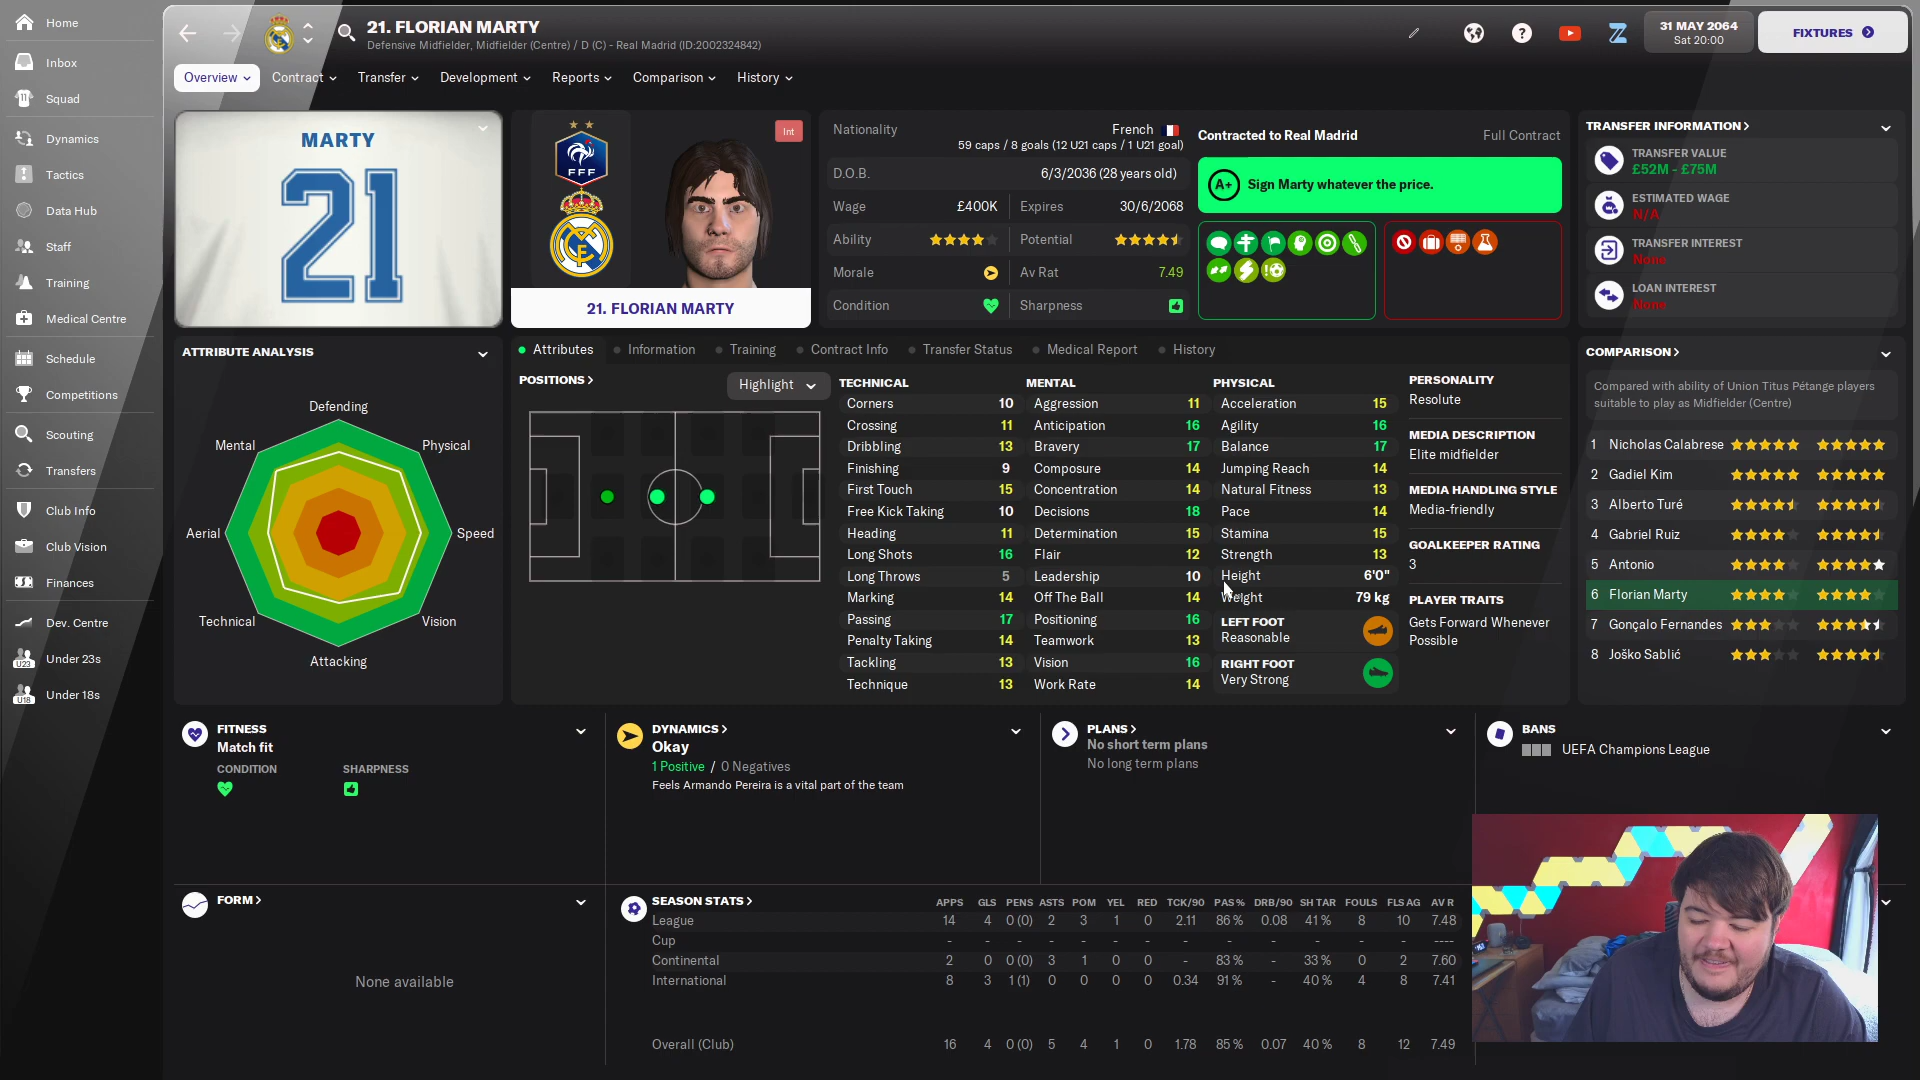 Home
Inbox
Squad
Dynamics
Tactics
Data Hub
Staff
Training
Medical Centre
Schedule
Competitions
Scouting
Transfers
Club Info
Club Vision
Finances
Dev. Centre
Under 23s
Under 18s
21. FLORIAN MARTY
Defensive Midfielder, Midfielder (Centre) / D (C) - Real Madrid (ID:2002324842)
31 MAY 2064
Sat 20:00
FIXTURES
Overview Contract Transfer Development Reports Comparison History
MARTY
21
FFF
Int
21. FLORIAN MARTY
Nationality French
59 caps / 8 goals (12 U21 caps / 1 U21 goal)
D.O.B. 6/3/2036 (28 years old)
Wage £400K Expires 30/6/2068
Ability Potential
Morale Av Rat 7.49
Condition Sharpness
Contracted to Real Madrid Full Contract
A+ Sign Marty whatever the price.
TRANSFER INFORMATION
TRANSFER VALUE
£52M - £75M
ESTIMATED WAGE
N/A
TRANSFER INTEREST
None
LOAN INTEREST
None
ATTRIBUTE ANALYSIS
Defending
Mental Physical
Aerial Speed
Technical Vision
Attacking
Attributes Information Training Contract Info Transfer Status Medical Report History
POSITIONS
Highlight
TECHNICAL
Corners 10
Crossing 11
Dribbling 13
Finishing 9
First Touch 15
Free Kick Taking 10
Heading 11
Long Shots 16
Long Throws 5
Marking 14
Passing 17
Penalty Taking 14
Tackling 13
Technique 13
MENTAL
Aggression 11
Anticipation 16
Bravery 17
Composure 14
Concentration 14
Decisions 18
Determination 15
Flair 12
Leadership 10
Off The Ball 14
Positioning 16
Teamwork 13
Vision 16
Work Rate 14
PHYSICAL
Acceleration 15
Agility 16
Balance 17
Jumping Reach 14
Natural Fitness 13
Pace 14
Stamina 15
Strength 13
Height 6'0"
Weight 79 kg
LEFT FOOT
Reasonable
RIGHT FOOT
Very Strong
PERSONALITY
Resolute
MEDIA DESCRIPTION
Elite midfielder
MEDIA HANDLING STYLE
Media-friendly
GOALKEEPER RATING
3
PLAYER TRAITS
Gets Forward Whenever
Possible
COMPARISON
Compared with ability of Union Titus Pétange players
suitable to play as Midfielder (Centre)
1 Nicholas Calabrese
2 Gadiel Kim
3 Alberto Turé
4 Gabriel Ruiz
5 Antonio
6 Florian Marty
7 Gonçalo Fernandes
8 Joško Sablić
FITNESS
Match fit
CONDITION SHARPNESS
DYNAMICS
Okay
1 Positive / 0 Negatives
Feels Armando Pereira is a vital part of the team
PLANS
No short term plans
No long term plans
BANS
UEFA Champions League
FORM
None available
SEASON STATS APPS GLS PENS ASTS POM YEL RED TCK/90 PAS% DRB/90 SH TAR FOULS FLS AG AV R
League 14 4 0 (0) 2 3 1 0 2.11 86 % 0.08 41 % 8 10 7.48
Cup - - - - - - - - - - - - - ----
Continental 2 0 0 (0) 3 1 0 0 - 83 % - 33 % 0 2 7.60
International 8 3 1 (1) 0 0 0 0 0.34 91 % - 40 % 4 8 7.41
Overall (Club) 16 4 0 (0) 5 4 1 0 1.78 85 % 0.07 40 % 8 12 7.49